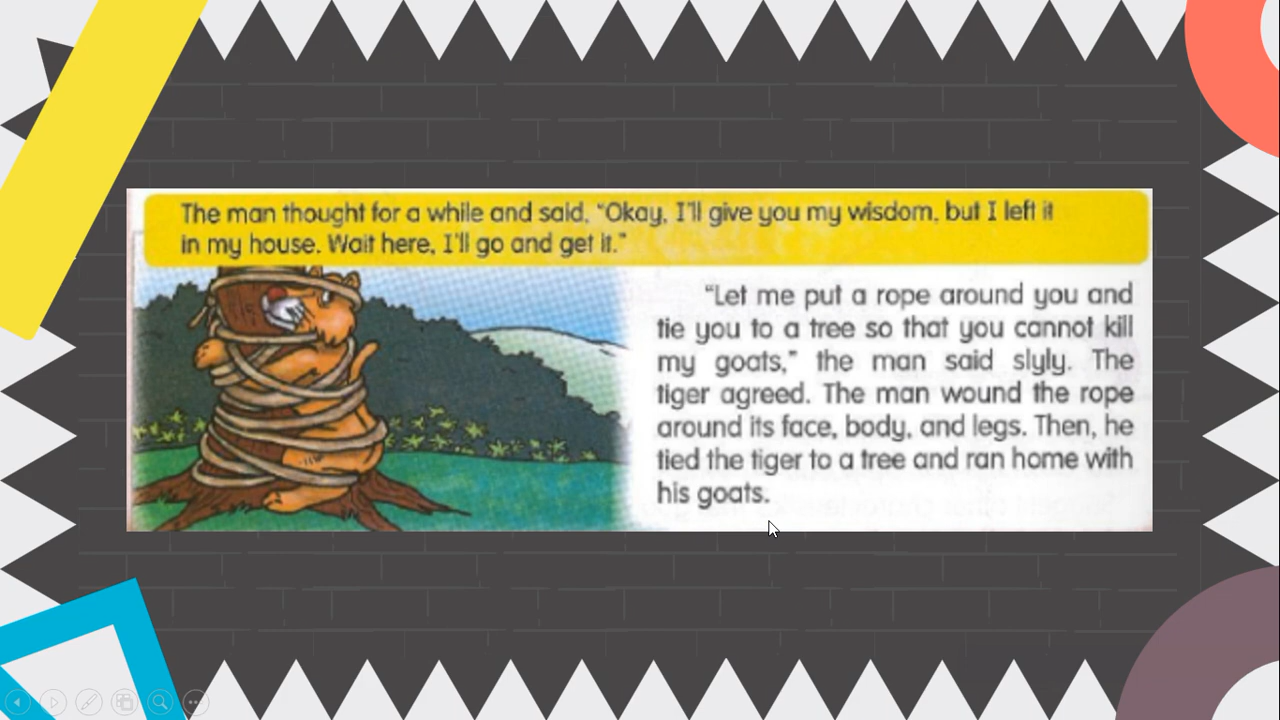 The man thought for a while and said, “Okay, I’ll give you my wisdom, but I left it
in my house. Wait here, I’ll go and get it.”
“Let me put a rope around you and
tie you to a tree so that you cannot kill
my goats,” the man said slyly. The
tiger agreed. The man wound the rope
around its face, body, and legs. Then, he
tied the tiger to a tree and ran home with
his goats.